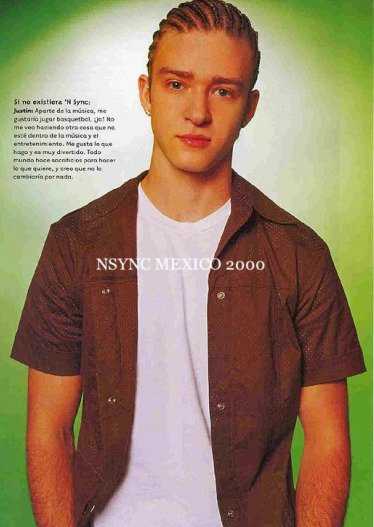 Si no existiera 'N Sync:
Justin: Aparte de la música, me
gustaría jugar basquetbol. ¡Ja! No
me veo haciendo otra cosa que no
esté dentro de la música y el
entretenimiento. Me gusta lo que
hago y es muy divertido. Todo
mundo hace sacrificios para hacer
lo que quiere, y creo que no lo
cambiaría por nada.
NSYNC MEXICO 2000